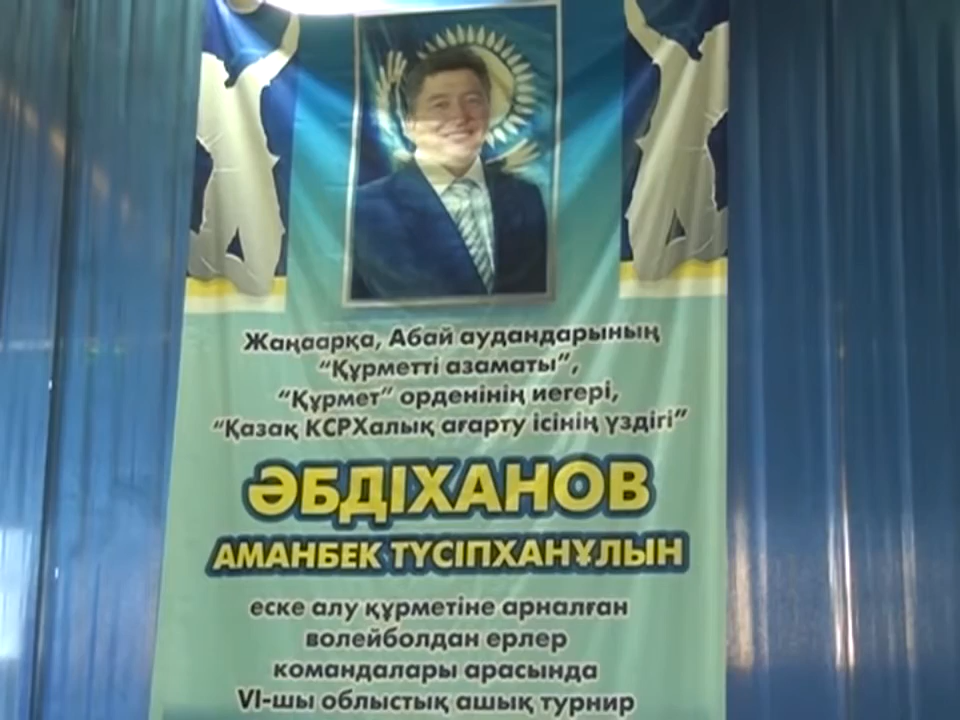 Жаңаарқа, Абай аудандарының
“Құрметті азаматы”,
“Құрмет” орденінің иегері,
“Қазақ КСРХалық ағарту ісінің үздігі”
ӘБДІХАНОВ
АМАНБЕК ТҮСІПХАНҰЛЫН
еске алу құрметіне арналған
волейболдан ерлер
командалары арасында
VI-шы облыстық ашық турнир